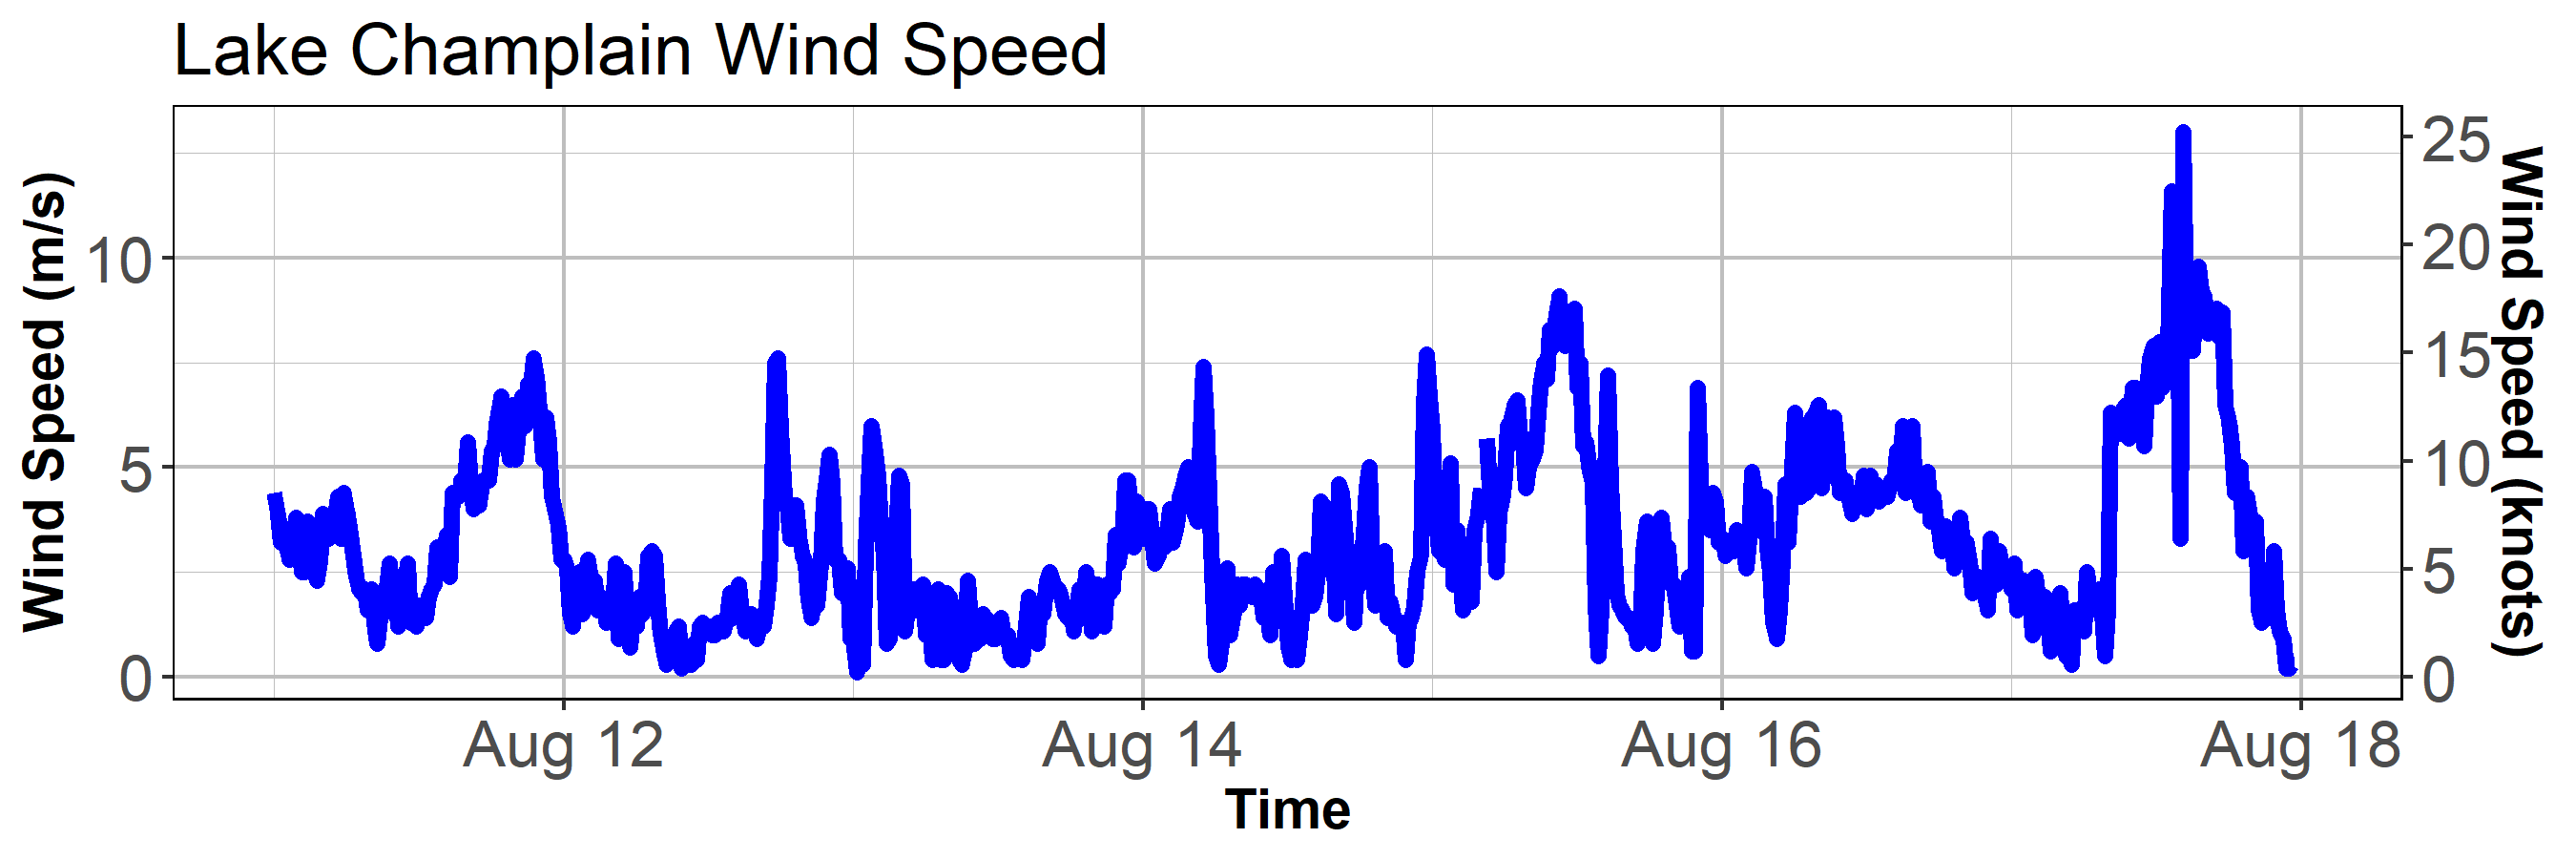 Lake Champlain Wind Speed
Wind Speed (m/s)
10
5
0
25
20
15
10
5
0
Wind Speed (knots)
Aug 12 Aug 14 Aug 16 Aug 18
Time